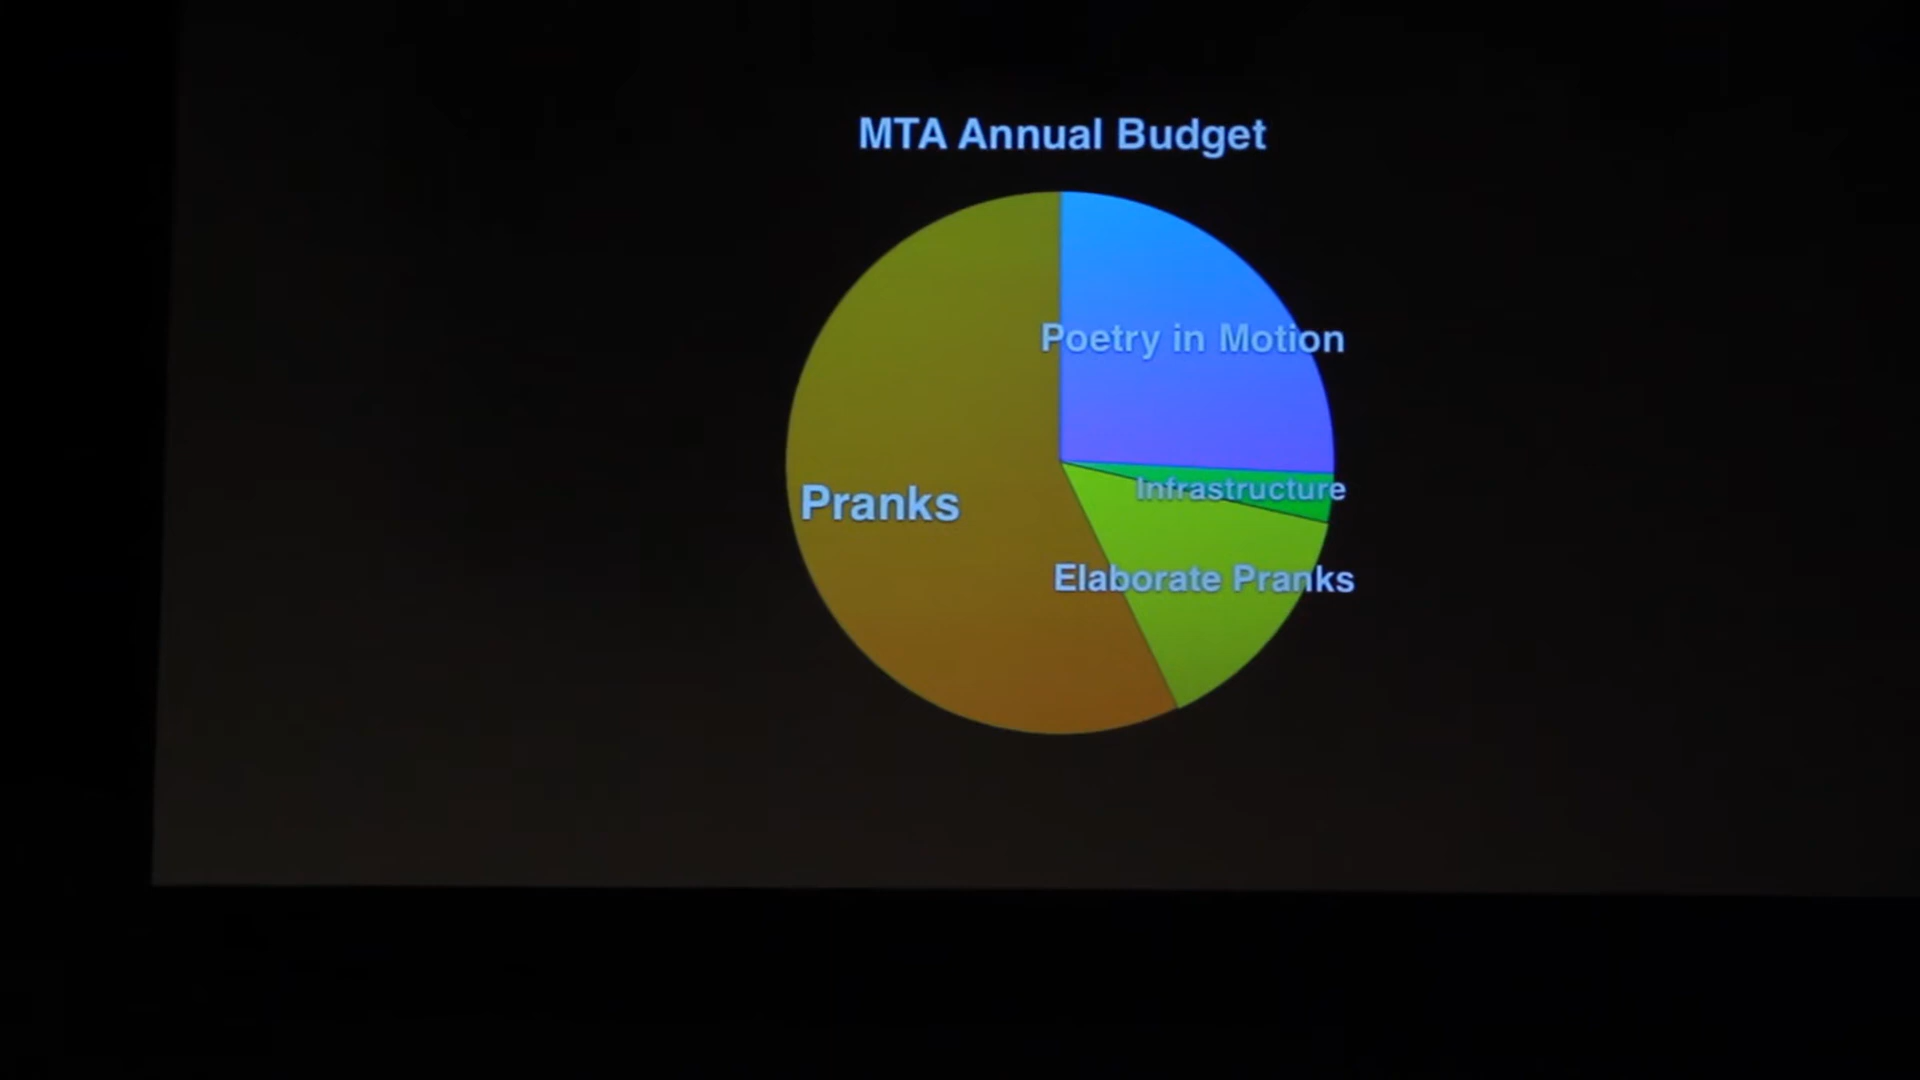 MTA Annual Budget
Poetry in Motion
Infrastructure
Pranks
Elaborate Pranks